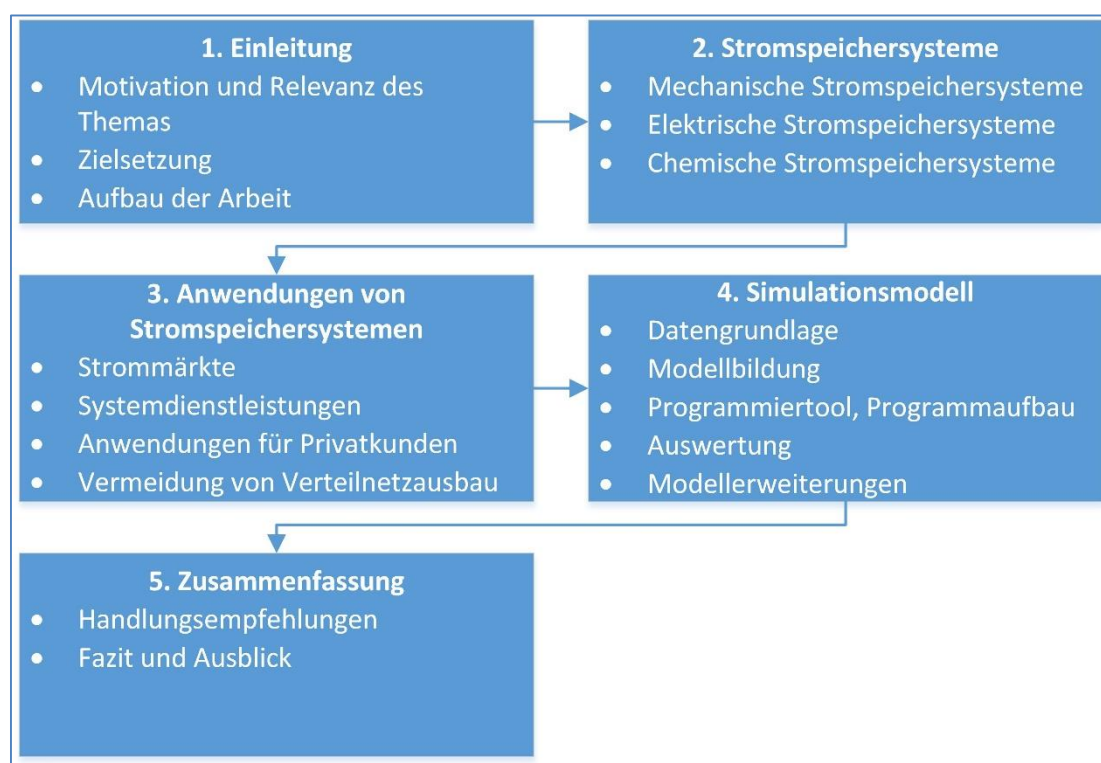 1. Einleitung
• Motivation und Relevanz des
Themas
• Zielsetzung
• Aufbau der Arbeit
2. Stromspeichersysteme
• Mechanische Stromspeichersysteme
• Elektrische Stromspeichersysteme
• Chemische Stromspeichersysteme
3. Anwendungen von
Stromspeichersystemen
• Strommärkte
• Systemdienstleistungen
• Anwendungen für Privatkunden
• Vermeidung von Verteilnetzausbau
4. Simulationsmodell
• Datengrundlage
• Modellbildung
• Programmiertool, Programmaufbau
• Auswertung
• Modellerweiterungen
5. Zusammenfassung
• Handlungsempfehlungen
• Fazit und Ausblick